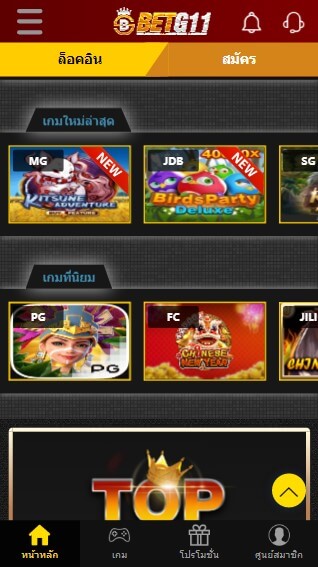 BETG11
ล็อคอิน
สมัคร
เกมใหม่ล่าสุด
MG
NEW
KITSUNE
ADVENTURE
JDB
NEW
BirdsParty
Deluxe
SG
เกมที่นิยม
PG
PG
FC
CHINESE
NEW YEAR
JILI
TOP
หน้าหลัก
เกม
โปรโมชั่น
ศูนย์สมาชิก